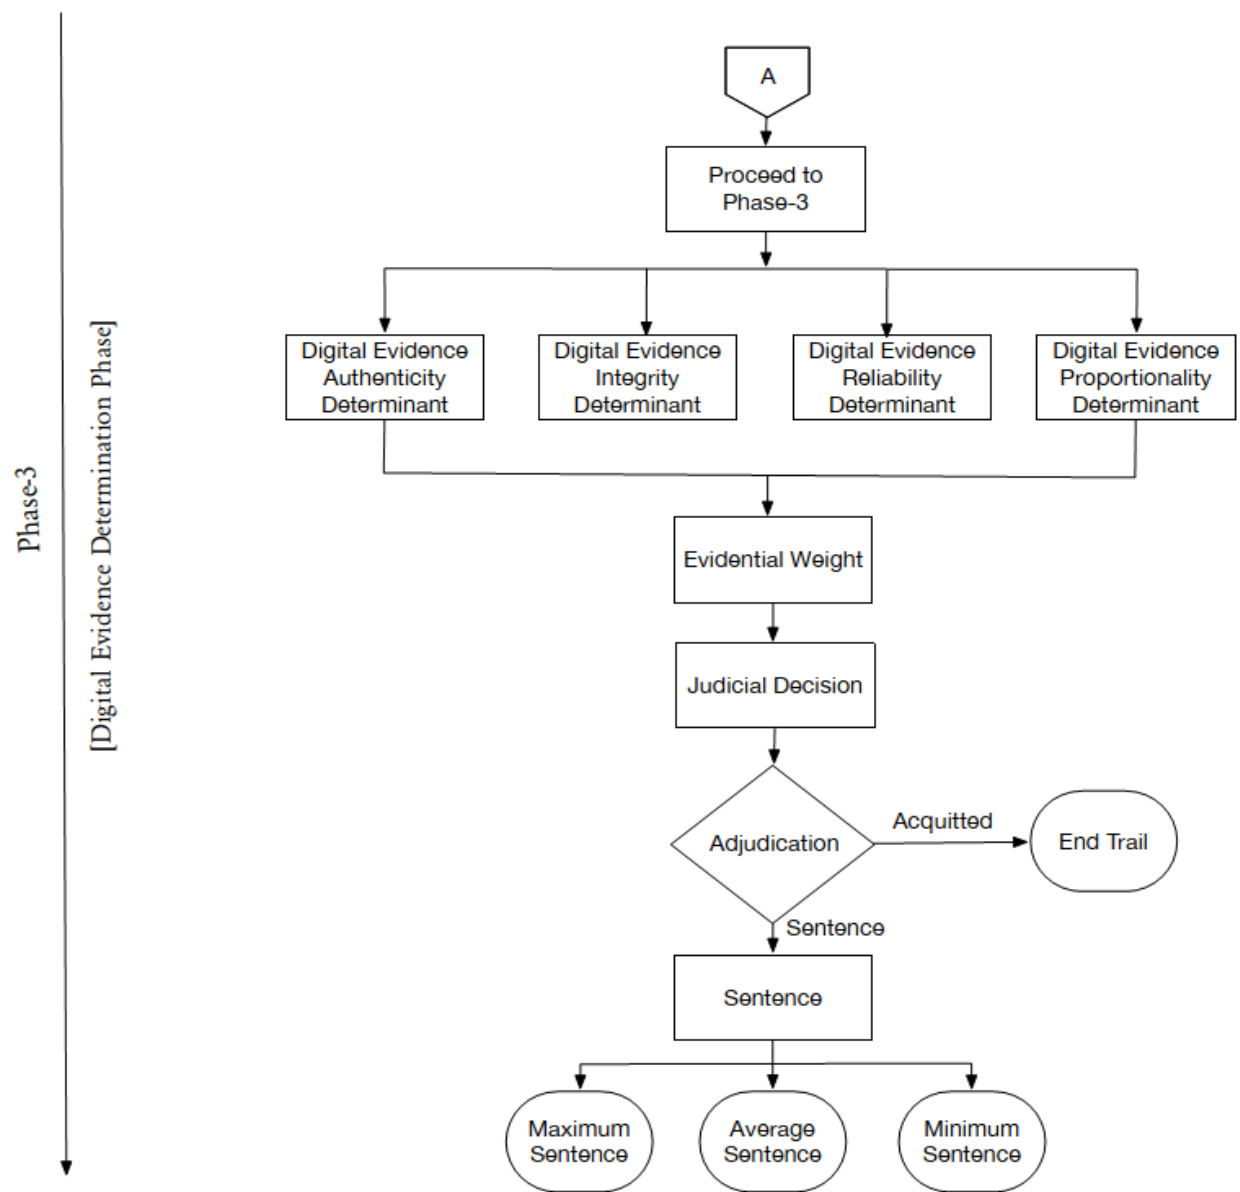 A
Proceed to
Phase-3
Digital Evidence
Authenticity
Determinant
Digital Evidence
Integrity
Determinant
Digital Evidence
Reliability
Determinant
Digital Evidence
Proportionality
Determinant
Phase-3
[Digital Evidence Determination Phase]
Evidential Weight
Judicial Decision
Adjudication
Acquitted
End Trail
Sentence
Sentence
Maximum
Sentence
Average
Sentence
Minimum
Sentence